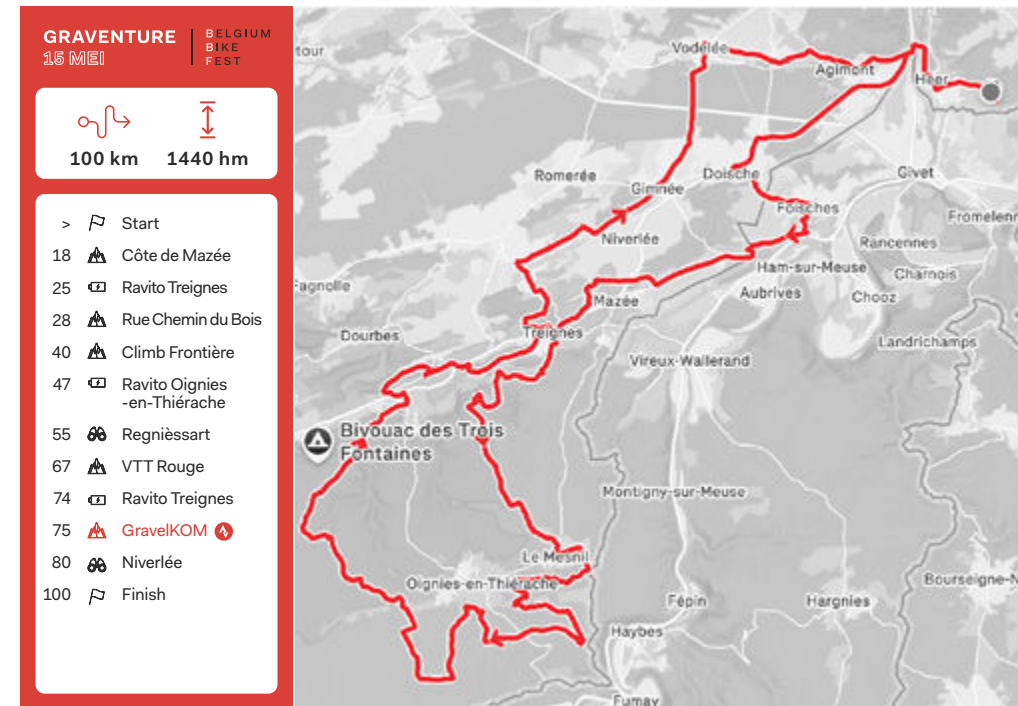 GRAVENTURE
15 MEI
BELGIUM
BIKE
FEST
100 km
1440 hm
> Start
18 Côte de Mazée
25 Ravito Treignes
28 Rue Chemin du Bois
40 Climb Frontière
47 Ravito Oignies
-en-Thiérache
55 Regnièssart
67 VTT Rouge
74 Ravito Treignes
75 GravelKOM
80 Niverlée
100 Finish
tour
Vodelée
Agimont
Heer
Romerée
Gimnée
Doische
Givet
Foisches
Fromelenn
Niverlée
Rancennes
Fagnolle
Ham-sur-Meuse
Charnois
Mazée
Aubrives
Chooz
Dourbes
Treignes
Landrichamps
Vireux-Wallerand
Bivouac des Trois
Fontaines
Montigny-sur-Meuse
Le Mesnil
Oignies-en-Thiérache
Bourseigne-N
Fépin
Hargnies
Haybes
Fumay